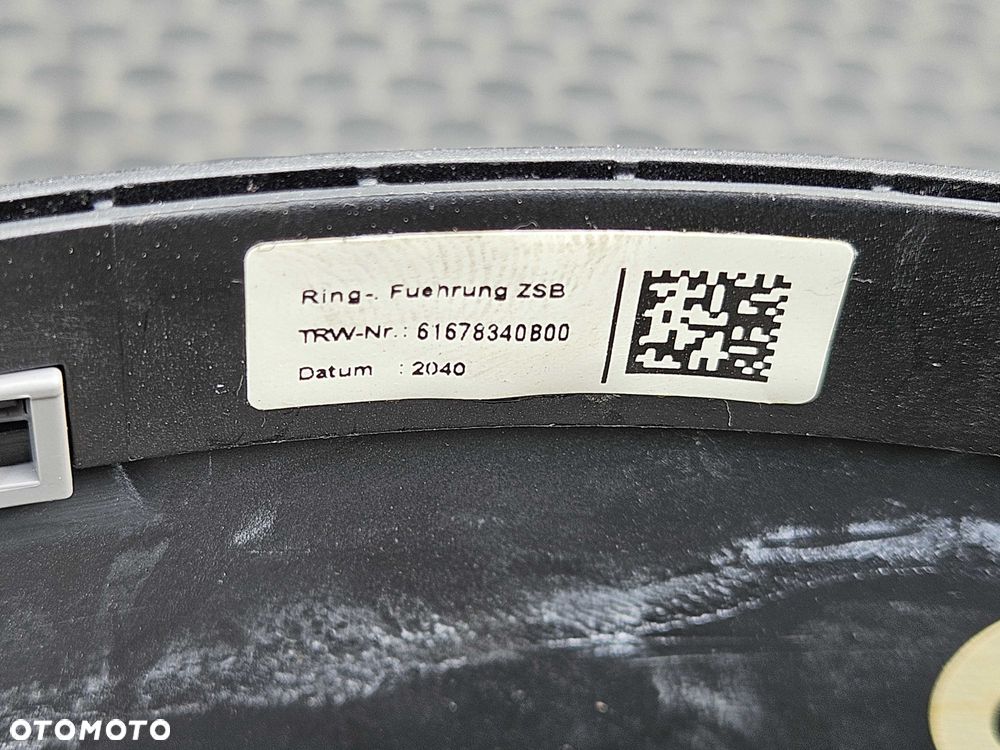 Ring-. Fuehrung ZSB
TRW-Nr.: 61678340B00
Datum : 2040
OTOMOTO